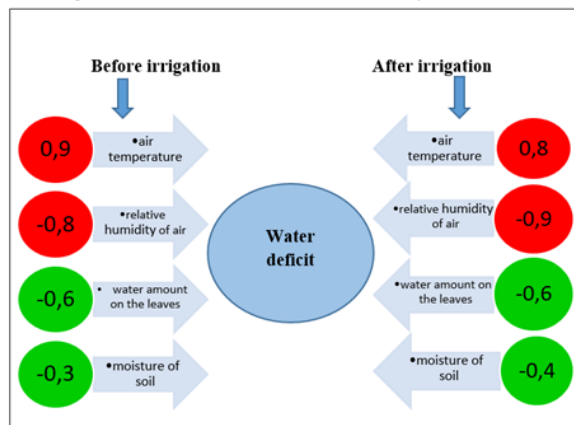 Before irrigation
After irrigation
0,9
•air
temperature
•air
temperature
0,8
-0,8
•relative
humidity of air
•relative humidity
of air
-0,9
Water
deficit
-0,6
• water amount
on the leaves
•water amount on
the leaves
-0,6
-0,3
•moisture of
soil
•moisture of
soil
-0,4